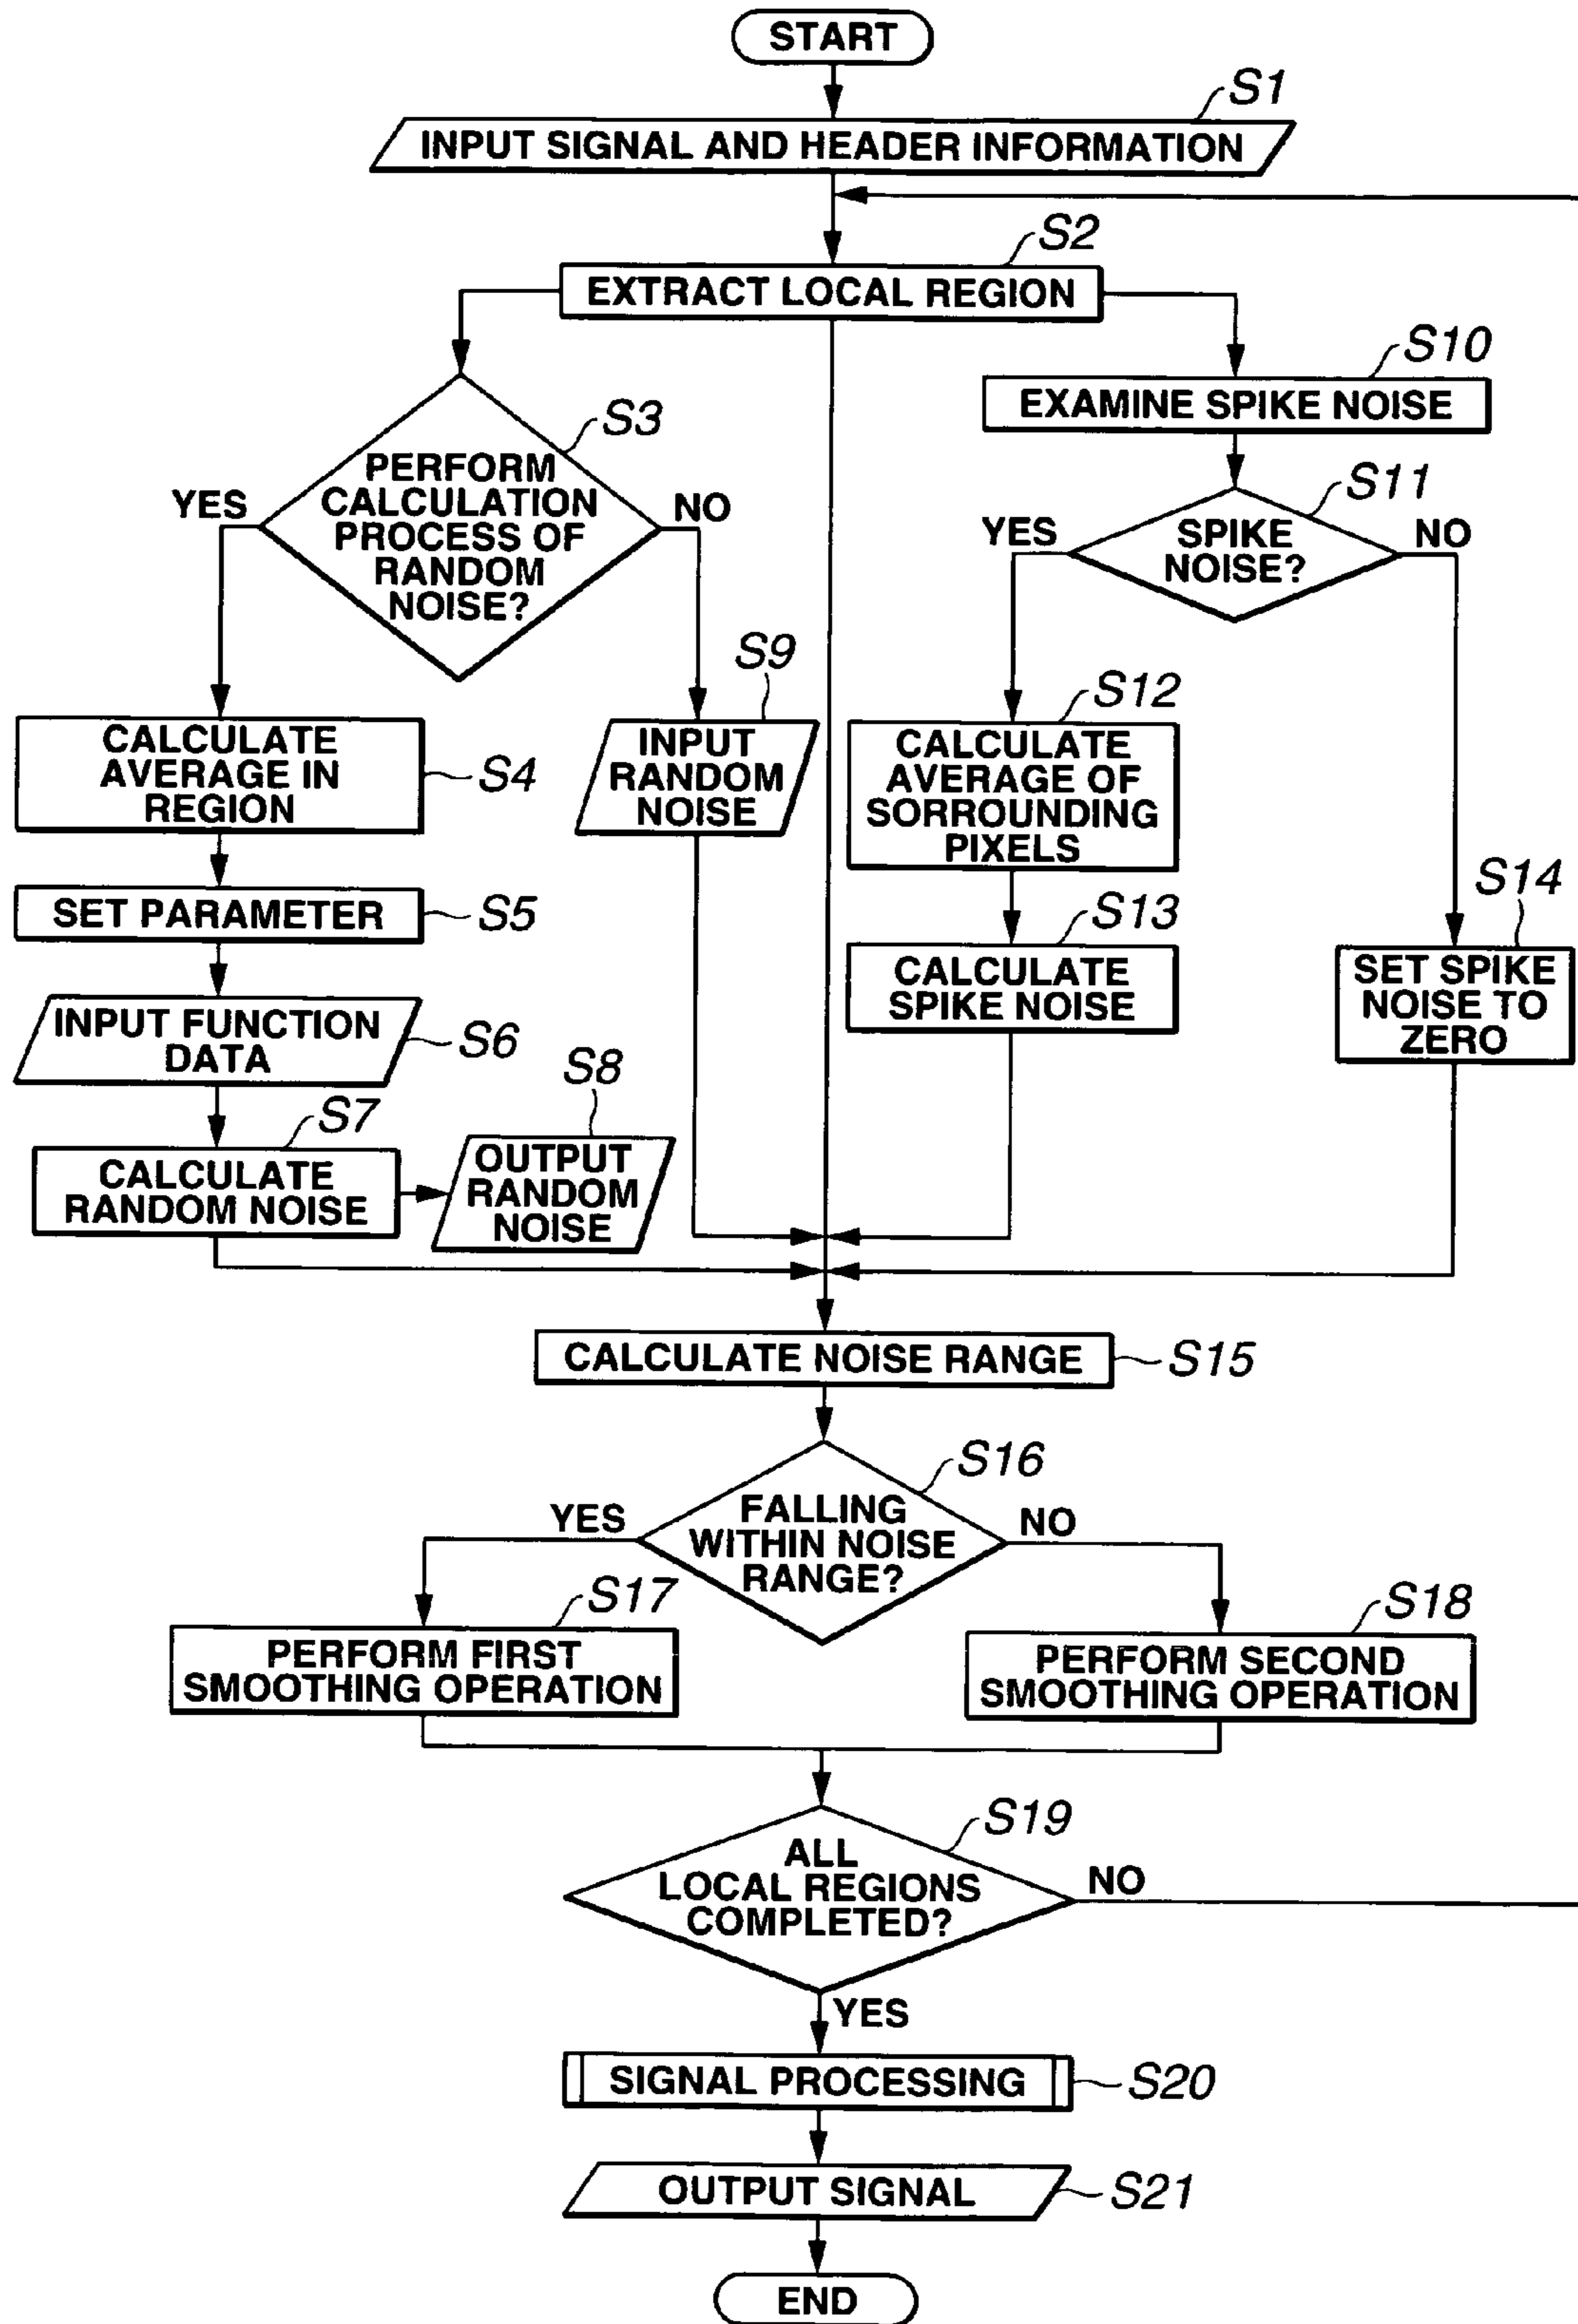 START
S1
INPUT SIGNAL AND HEADER INFORMATION
S2
EXTRACT LOCAL REGION
S10
EXAMINE SPIKE NOISE
S3
PERFORM
CALCULATION
PROCESS OF
RANDOM
NOISE?
YES
NO
S11
SPIKE
NOISE?
YES
NO
S9
INPUT
RANDOM
NOISE
S12
CALCULATE
AVERAGE OF
SORROUNDING
PIXELS
CALCULATE
AVERAGE IN
REGION
S4
SET PARAMETER
S5
S13
CALCULATE
SPIKE NOISE
S14
SET SPIKE
NOISE TO
ZERO
INPUT FUNCTION
DATA
S6
S7
CALCULATE
RANDOM NOISE
S8
OUTPUT
RANDOM
NOISE
CALCULATE NOISE RANGE
S15
S16
FALLING
WITHIN NOISE
RANGE?
YES
NO
S17
PERFORM FIRST
SMOOTHING OPERATION
S18
PERFORM SECOND
SMOOTHING OPERATION
S19
ALL
LOCAL REGIONS
COMPLETED?
NO
YES
SIGNAL PROCESSING
S20
OUTPUT SIGNAL
S21
END